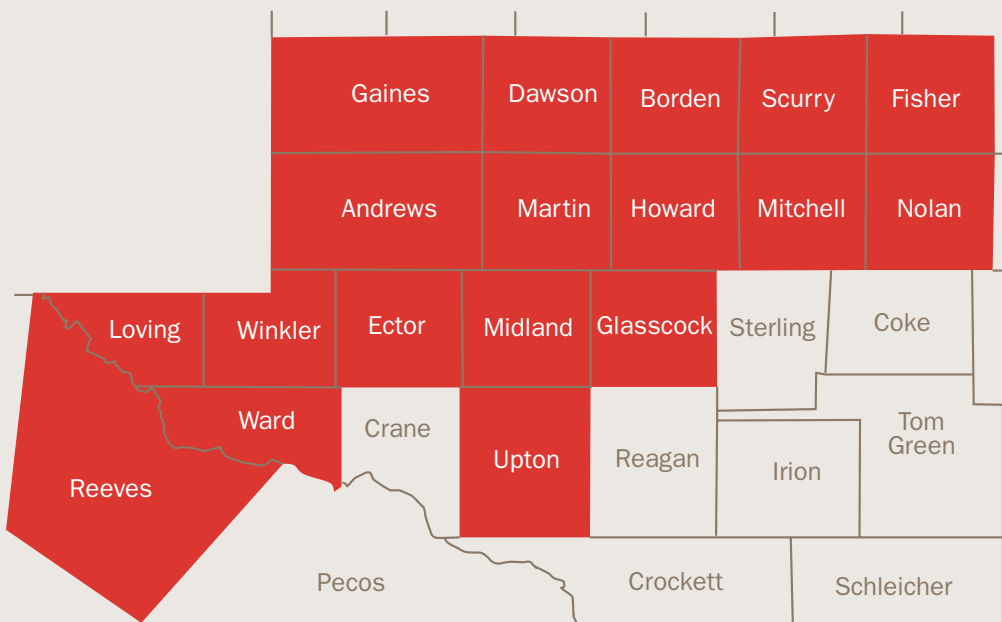 Gaines
Dawson
Borden
Scurry
Fisher
Andrews
Martin
Howard
Mitchell
Nolan
Loving
Winkler
Ector
Midland
Glasscock
Sterling
Coke
Ward
Crane
Upton
Reagan
Irion
Tom
Green
Reeves
Pecos
Crockett
Schleicher